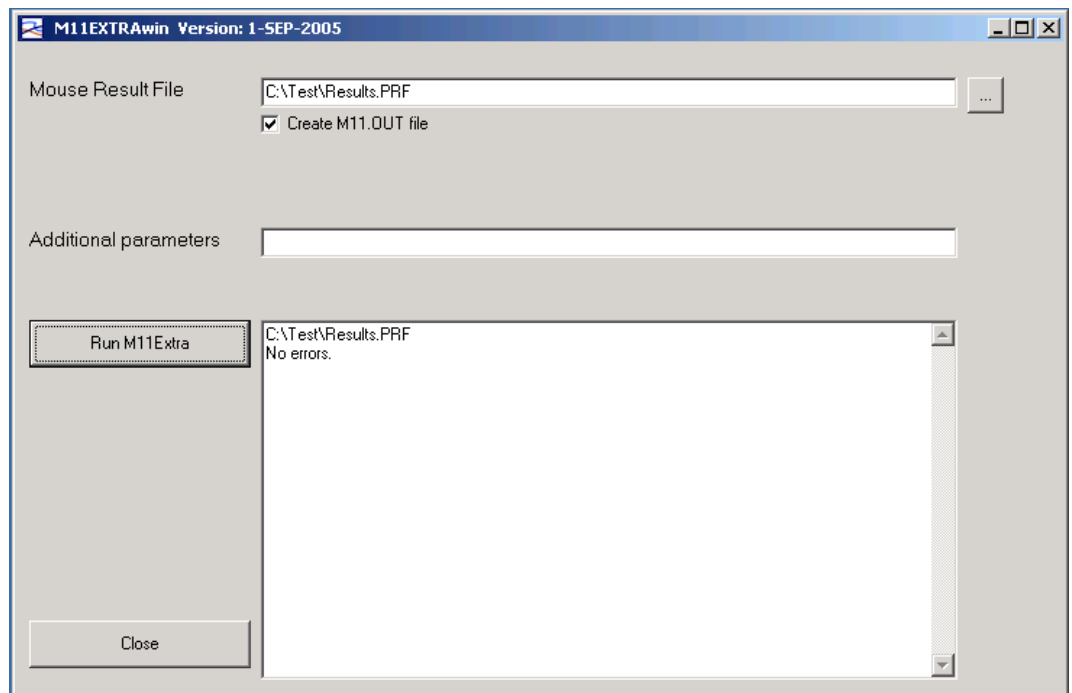 M11EXTRAwin Version: 1-SEP-2005
Mouse Result File
C:\Test\Results.PRF
...
Create M11.OUT file
Additional parameters
Run M11Extra
C:\Test\Results.PRF
No errors.
Close